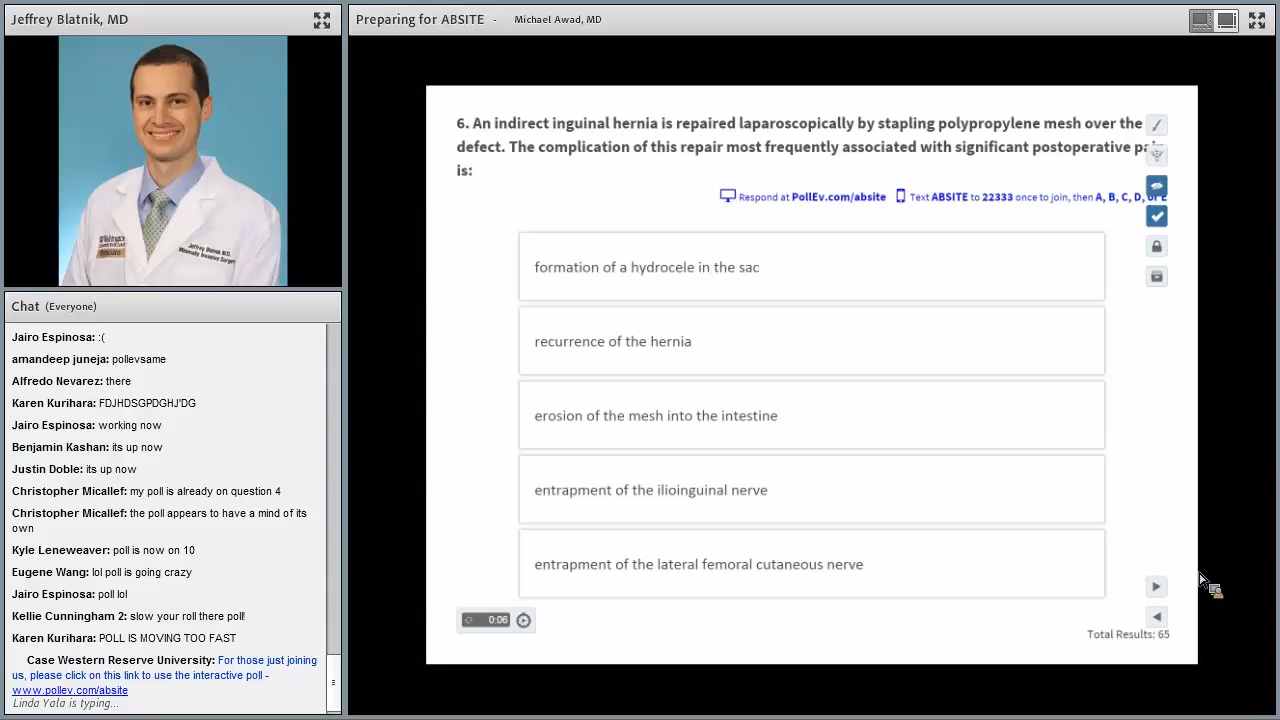 Jeffrey Blatnik, MD
Preparing for ABSITE - Michael Awad, MD
Jeffrey Blatnik M.D.
Minimally Invasive Surgery
Chat (Everyone)
Jairo Espinosa: :(
amandeep juneja: pollevsame
Alfredo Nevarez: there
Karen Kurihara: FDJHDSGPDGHJ'DG
Jairo Espinosa: working now
Benjamin Kashan: its up now
Justin Doble: its up now
Christopher Micallef: my poll is already on question 4
Christopher Micallef: the poll appears to have a mind of its
own
Kyle Leneweaver: poll is now on 10
Eugene Wang: lol poll is going crazy
Jairo Espinosa: poll lol
Kellie Cunningham 2: slow your roll there poll!
Karen Kurihara: POLL IS MOVING TOO FAST
Case Western Reserve University: For those just joining
us, please click on this link to use the interactive poll -
www.pollev.com/absite
Linda Yala is typing...
6. An indirect inguinal hernia is repaired laparoscopically by stapling polypropylene mesh over the
defect. The complication of this repair most frequently associated with significant postoperative pain
is:
Respond at PollEv.com/absite Text ABSITE to 22333 once to join, then A, B, C, D, or E
formation of a hydrocele in the sac
recurrence of the hernia
erosion of the mesh into the intestine
entrapment of the ilioinguinal nerve
entrapment of the lateral femoral cutaneous nerve
0:06
Total Results: 65